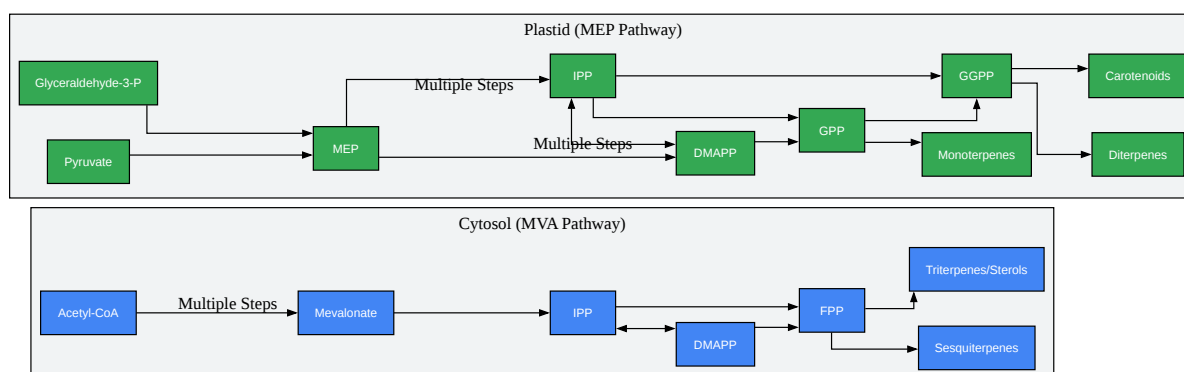 Plastid (MEP Pathway)
Glyceraldehyde-3-P
Multiple Steps
IPP
GGPP
Carotenoids
Pyruvate
MEP
Multiple Steps
DMAPP
GPP
Monoterpenes
Diterpenes
Cytosol (MVA Pathway)
Acetyl-CoA
Multiple Steps
Mevalonate
IPP
DMAPP
FPP
Triterpenes/Sterols
Sesquiterpenes